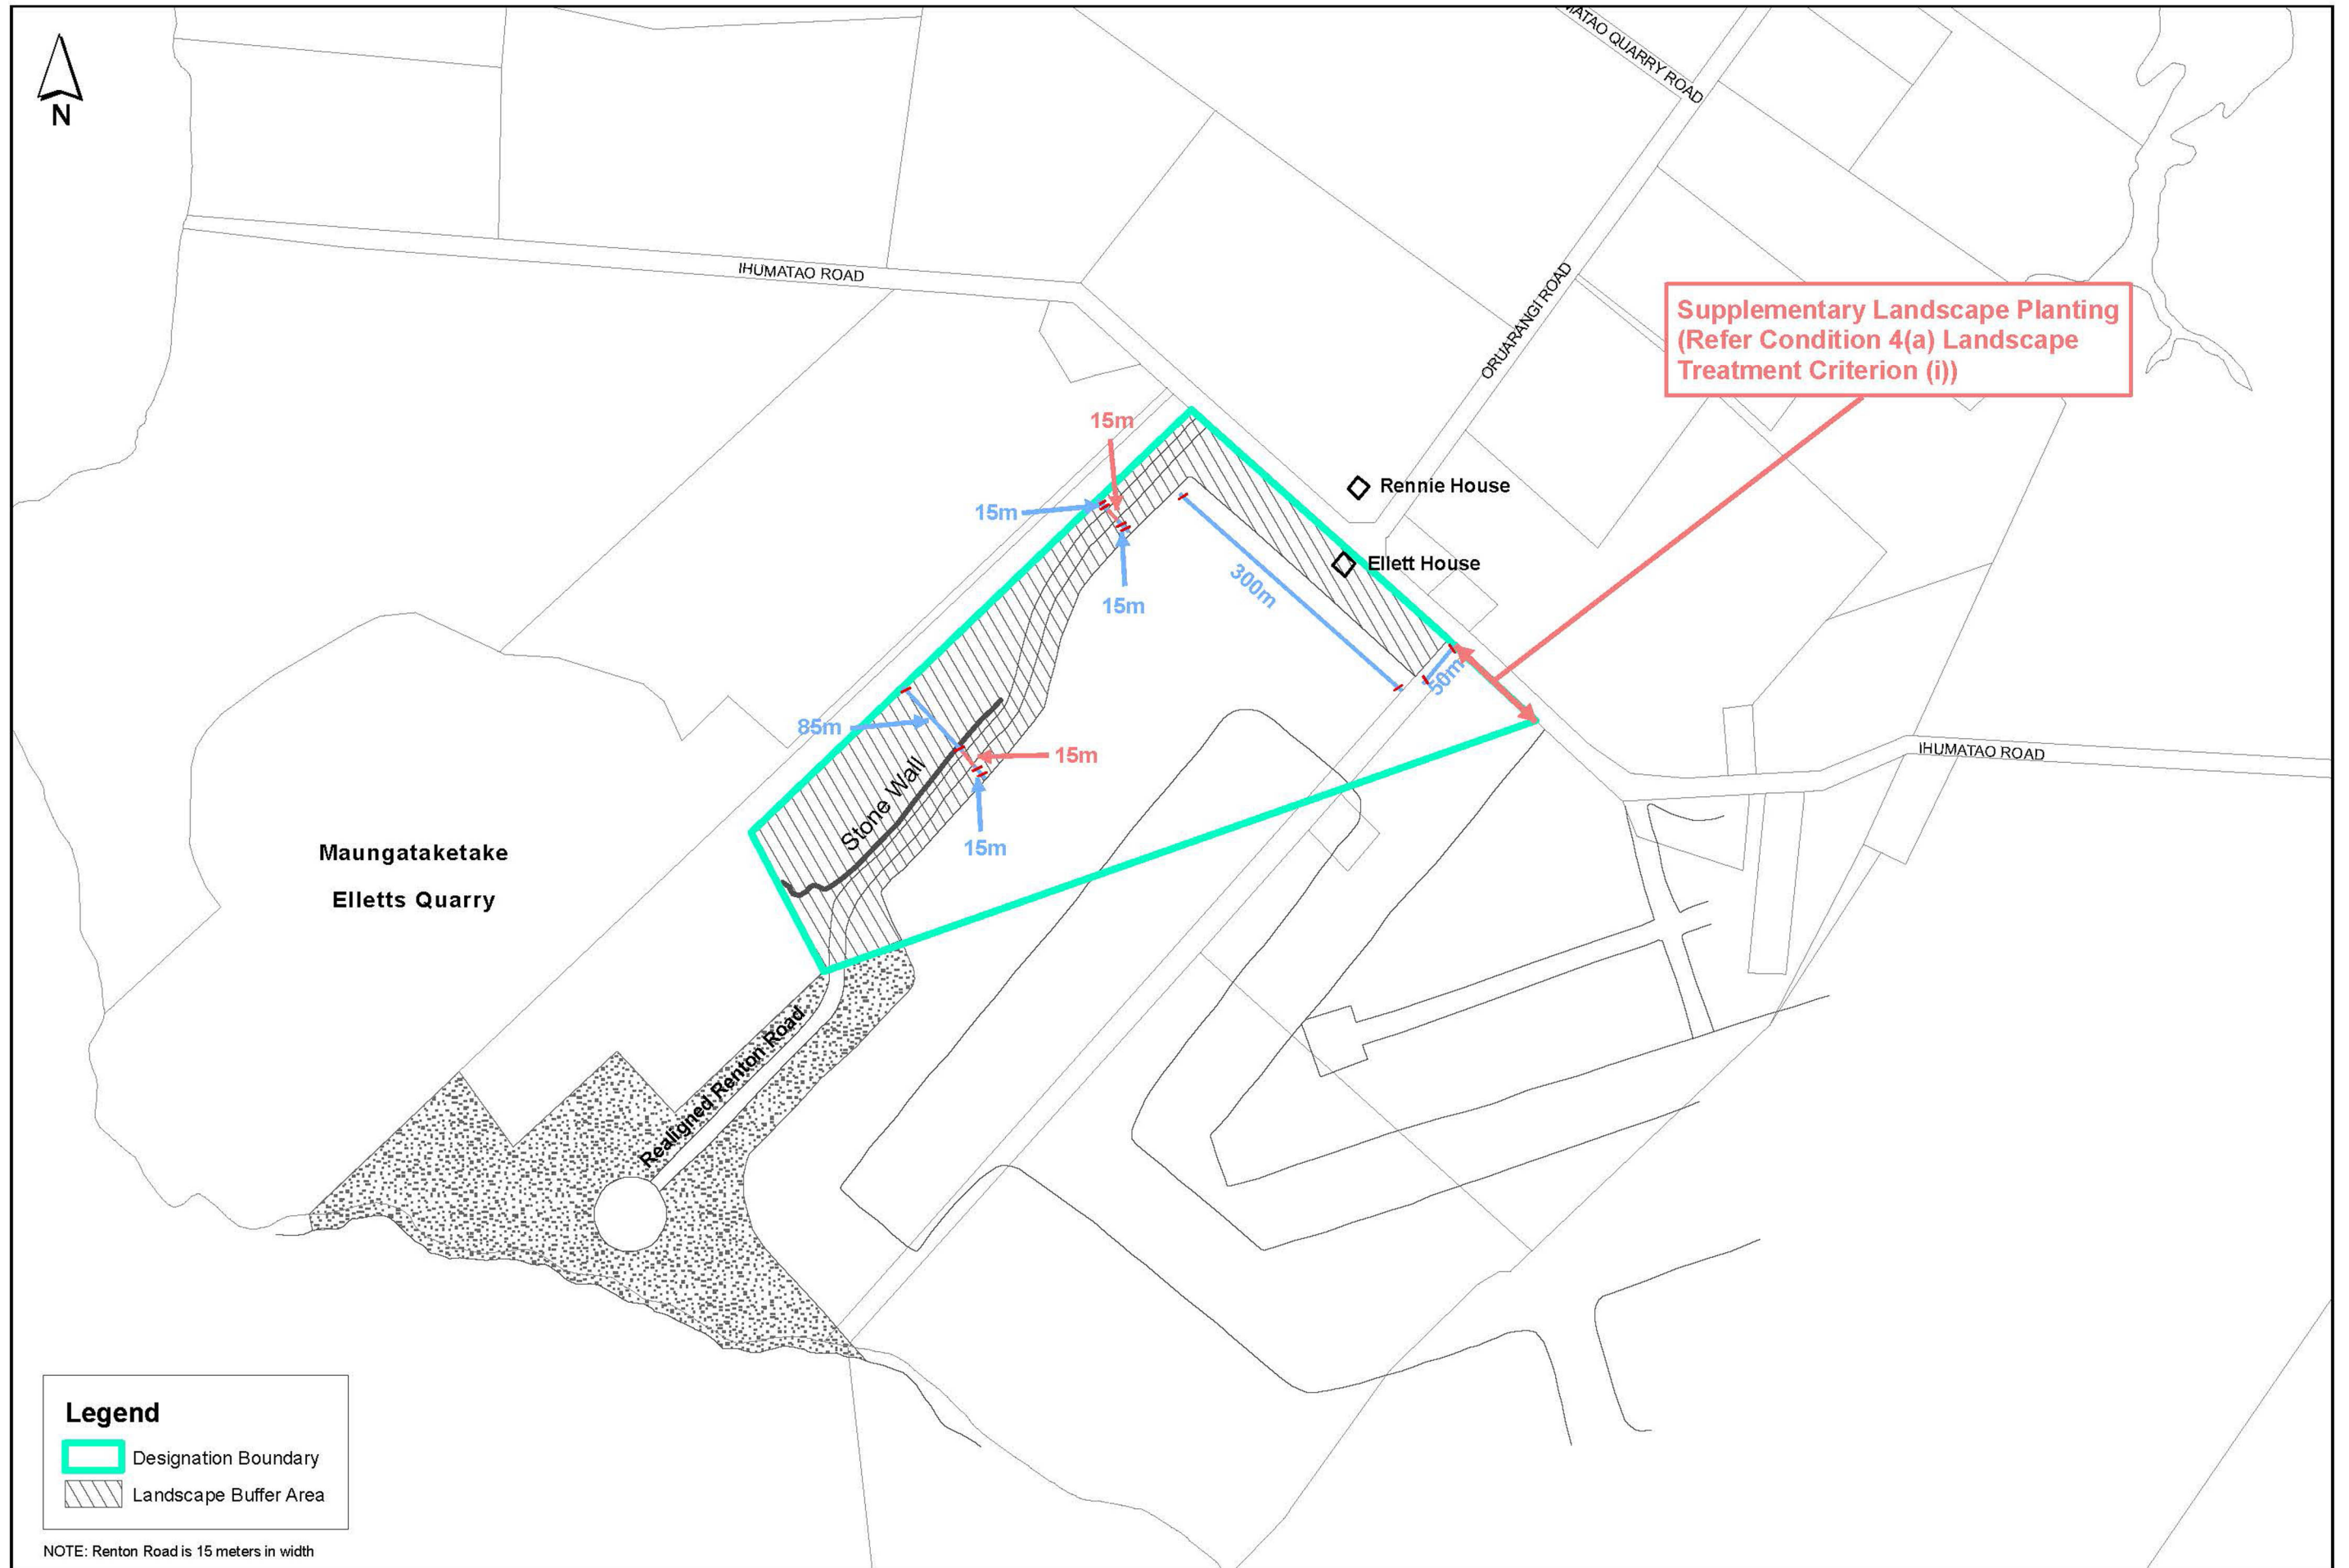 N
MATAO QUARRY ROAD
IHUMATAO ROAD
ORUARANGI ROAD
Supplementary Landscape Planting
(Refer Condition 4(a) Landscape
Treatment Criterion (i))
15m
15m
15m
Rennie House
Ellett House
300m
50m
85m
15m
15m
Stone Wall
IHUMATAO ROAD
Maungataketake
Elletts Quarry
Realigned Renton Road
Legend
Designation Boundary
Landscape Buffer Area
NOTE: Renton Road is 15 meters in width